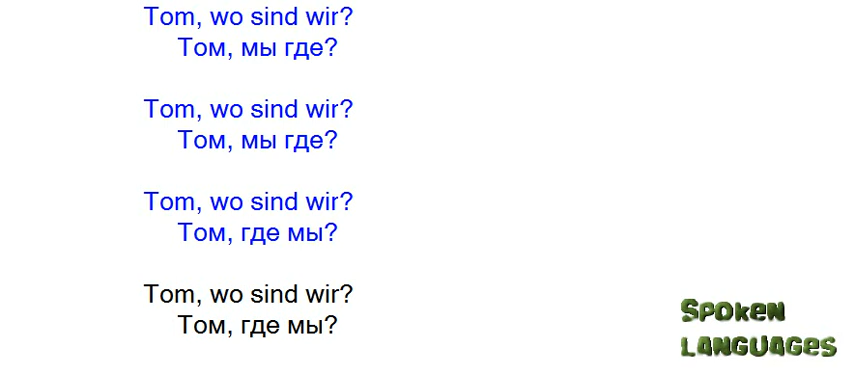 Tom, wo sind wir?
Том, мы где?
Tom, wo sind wir?
Том, мы где?
Tom, wo sind wir?
Том, где мы?
Tom, wo sind wir?
Том, где мы?
SPOKEN
LANGUAGES